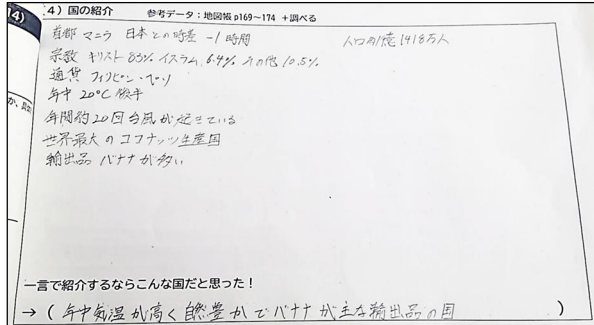 14)
(4) 国の紹介 参考データ:地図帳 p169～174 +調べる
首都 マニラ 日本との時差 -1時間 人口 約1億1418万人
宗教 キリスト 83% イスラム 6.4% その他 10.5%
通貨 フィリピン・ペソ
年中 20℃後半
年間約20回台風が起きている
世界最大のココナッツ生産国
輸出品 バナナが多い
一言で紹介するならこんな国だと思った!
→ ( 年中気温が高く自然豊かでバナナが主な輸出品の国 )